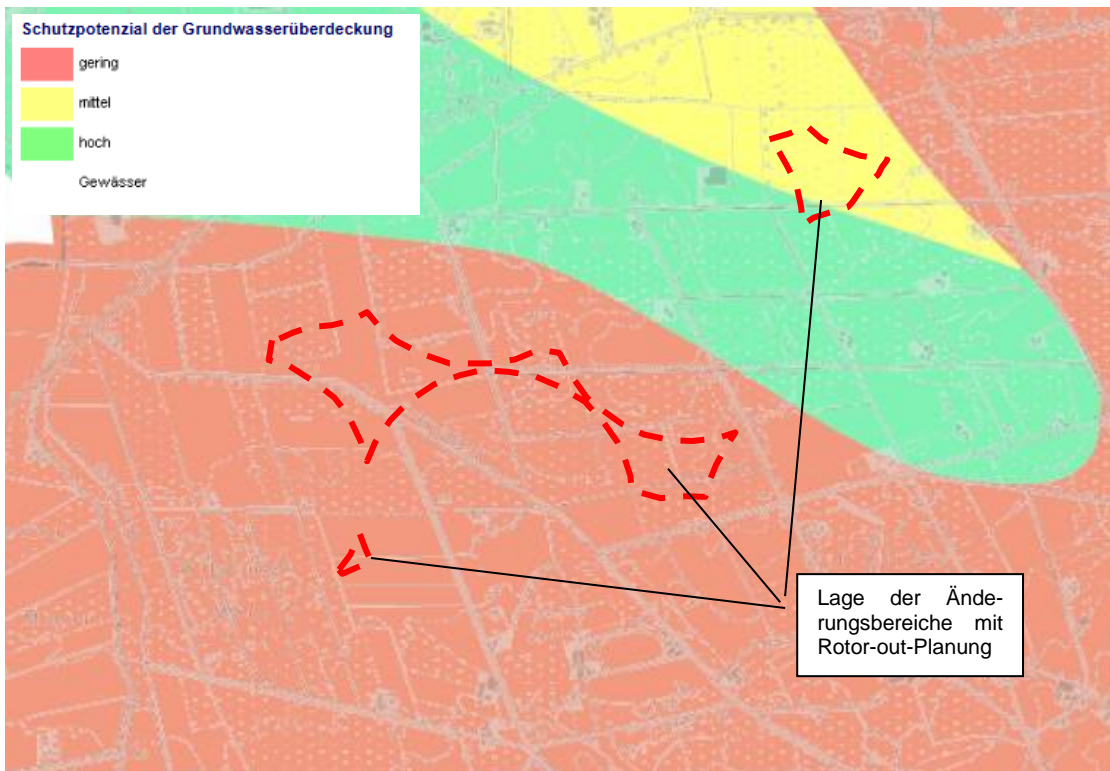 Schutzpotenzial der Grundwasserüberdeckung
gering
mittel
hoch
Gewässer
Lage der Ände-
rungsbereiche mit
Rotor-out-Planung